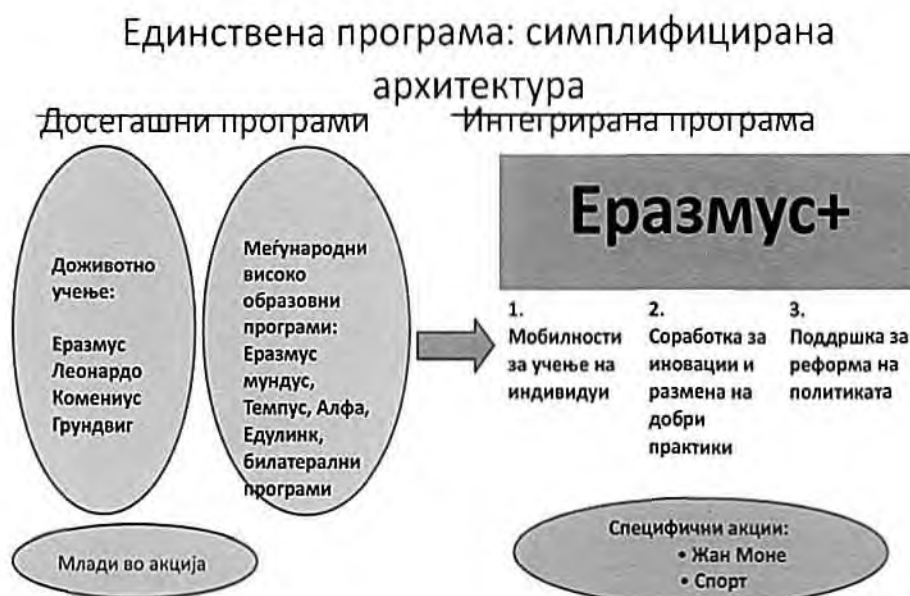 Единствена програма: симплифицирана
архитектура
Досегашни програми
Интегрирана програма
Доживотно
учење:
Еразмус
Леонардо
Комениус
Грундвиг
Меѓународни
високо
образовни
програми:
Еразмус
мундус,
Темпус, Алфа,
Едулинк,
билатерални
програми
Млади во акција
Еразмус+
1.
Мобилности
за учење на
индивидуи
2.
Соработка за
иновации и
размена на
добри
практики
3.
Поддршка за
реформа на
политиката
Специфични акции:
• Жан Моне
• Спорт